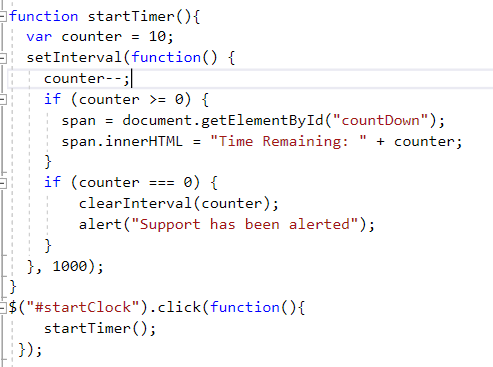 function startTimer(){
var counter = 10;
setInterval(function() {
counter--;
if (counter >= 0) {
span = document.getElementById("countDown");
span.innerHTML = "Time Remaining: " + counter;
}
if (counter === 0) {
clearInterval(counter);
alert("Support has been alerted");
}
}, 1000);
}
$("#startClock").click(function(){
startTimer();
});